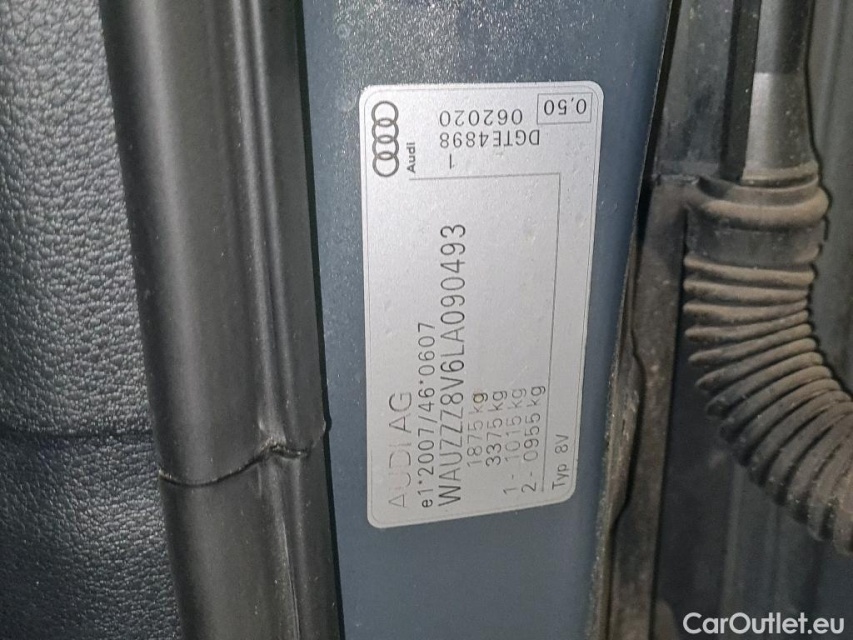 AUDI AG
e1*2007/46*0607
WAUZZZ8V6LA090493
1875 kg
3375 kg
1 - 1015 kg
2 - 0955 kg
Typ 8V
Audi
1
062020
DGTE4898
0,50
CarOutlet.eu